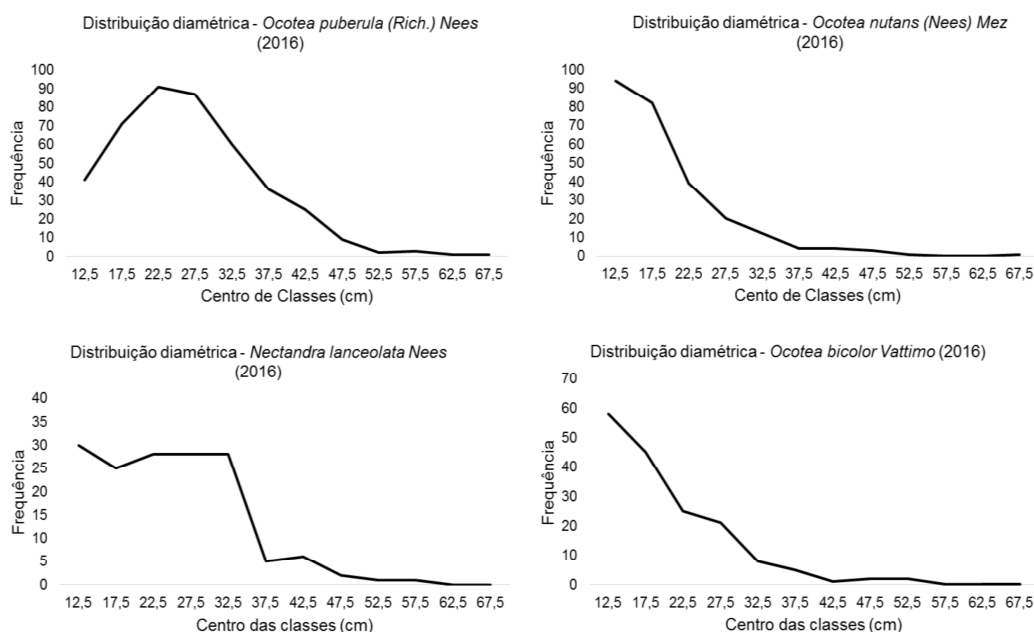 Distribuição diamétrica - Ocotea puberula (Rich.) Nees
(2016)
100
90
80
70
60
50
40
30
20
10
0
Frequência
12,5 17,5 22,5 27,5 32,5 37,5 42,5 47,5 52,5 57,5 62,5 67,5
Cento de Classes (cm)
Distribuição diamétrica - Ocotea nutans (Nees) Mez
(2016)
100
90
80
70
60
50
40
30
20
10
0
Frequência
12,5 17,5 22,5 27,5 32,5 37,5 42,5 47,5 52,5 57,5 62,5 67,5
Cento de Classes (cm)
Distribuição diamétrica - Nectandra lanceolata Nees
(2016)
40
35
30
25
20
15
10
5
0
Frequência
12,5 17,5 22,5 27,5 32,5 37,5 42,5 47,5 52,5 57,5 62,5 67,5
Centro das classes (cm)
Distribuição diamétrica - Ocotea bicolor Vattimo (2016)
70
60
50
40
30
20
10
0
Frequência
12,5 17,5 22,5 27,5 32,5 37,5 42,5 47,5 52,5 57,5 62,5 67,5
Centro das classes (cm)